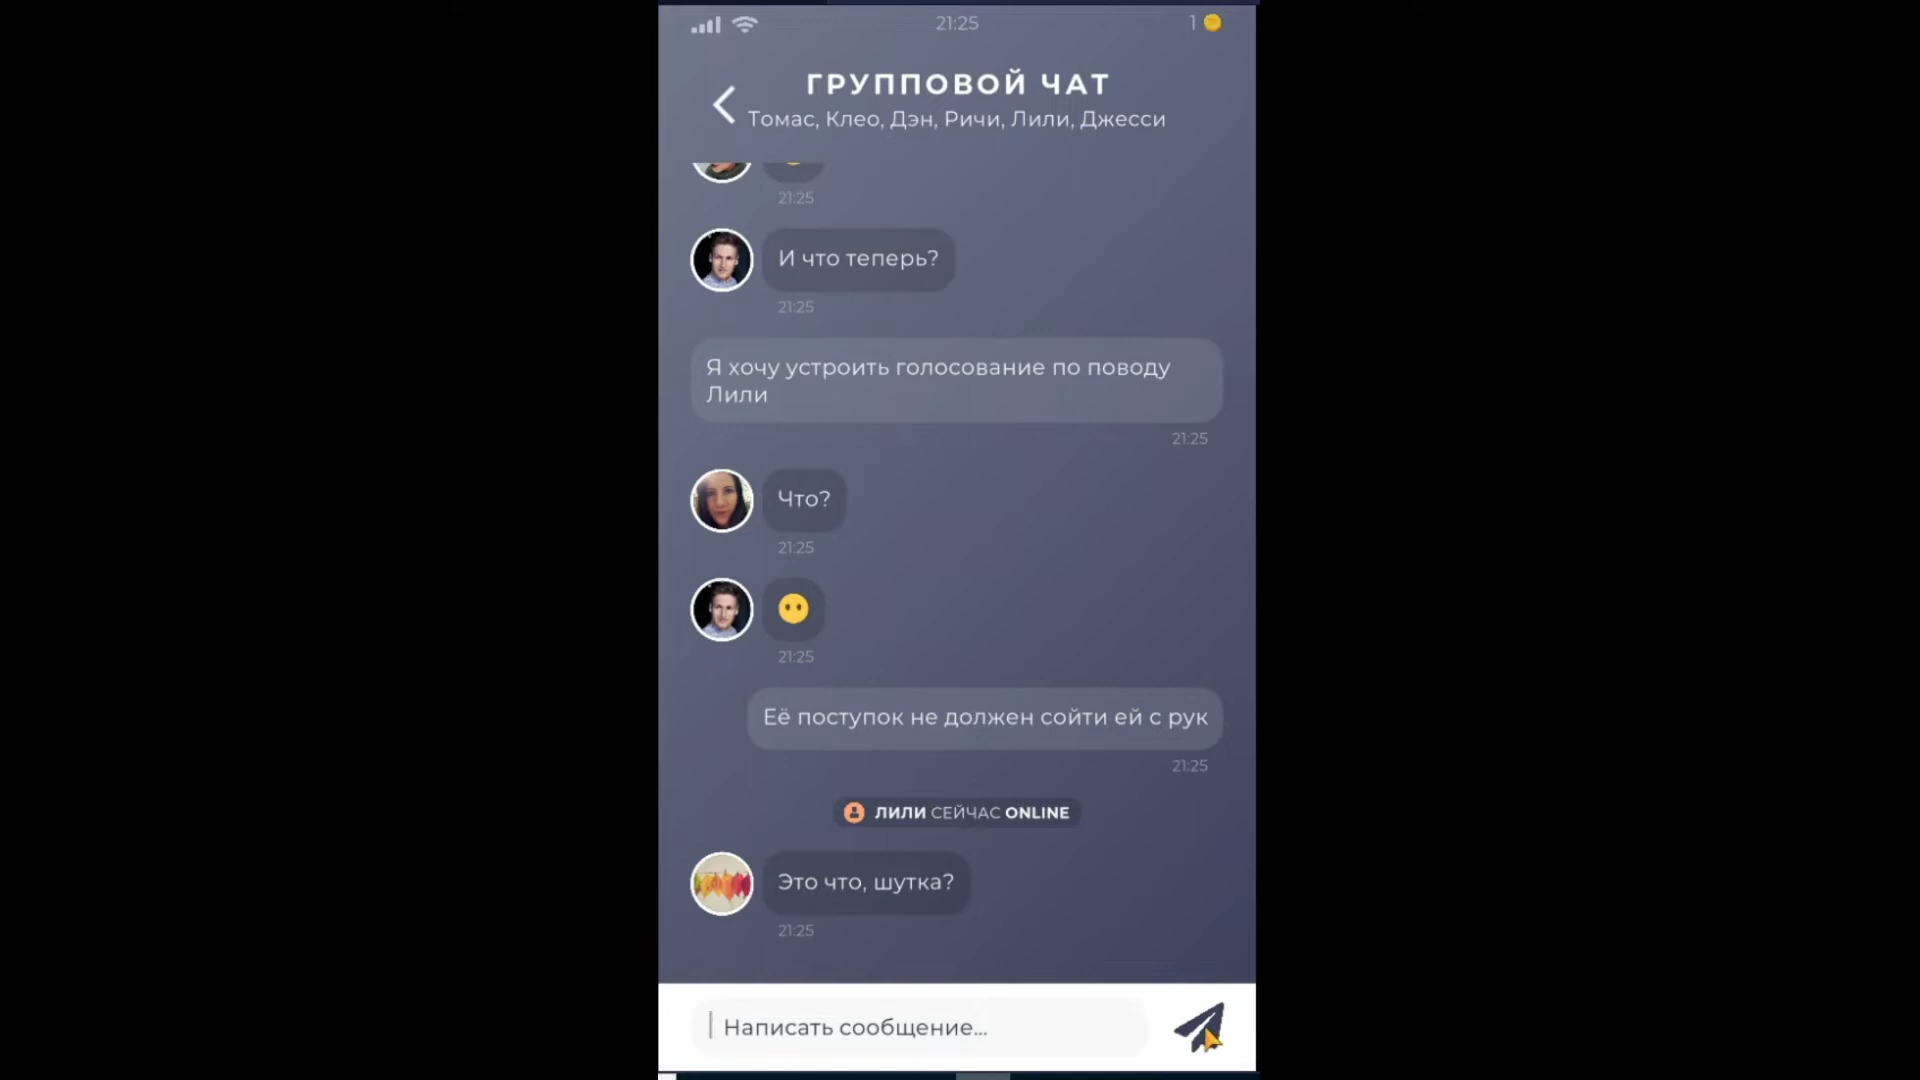 21:25
1
ГРУППОВОЙ ЧАТ
Томас, Клео, Дэн, Ричи, Лили, Джесси
21:25
И что теперь?
21:25
Я хочу устроить голосование по поводу
Лили
21:25
Что?
21:25
21:25
Её поступок не должен сойти ей с рук
21:25
ЛИЛИ СЕЙЧАС ONLINE
Это что, шутка?
21:25
Написать сообщение...